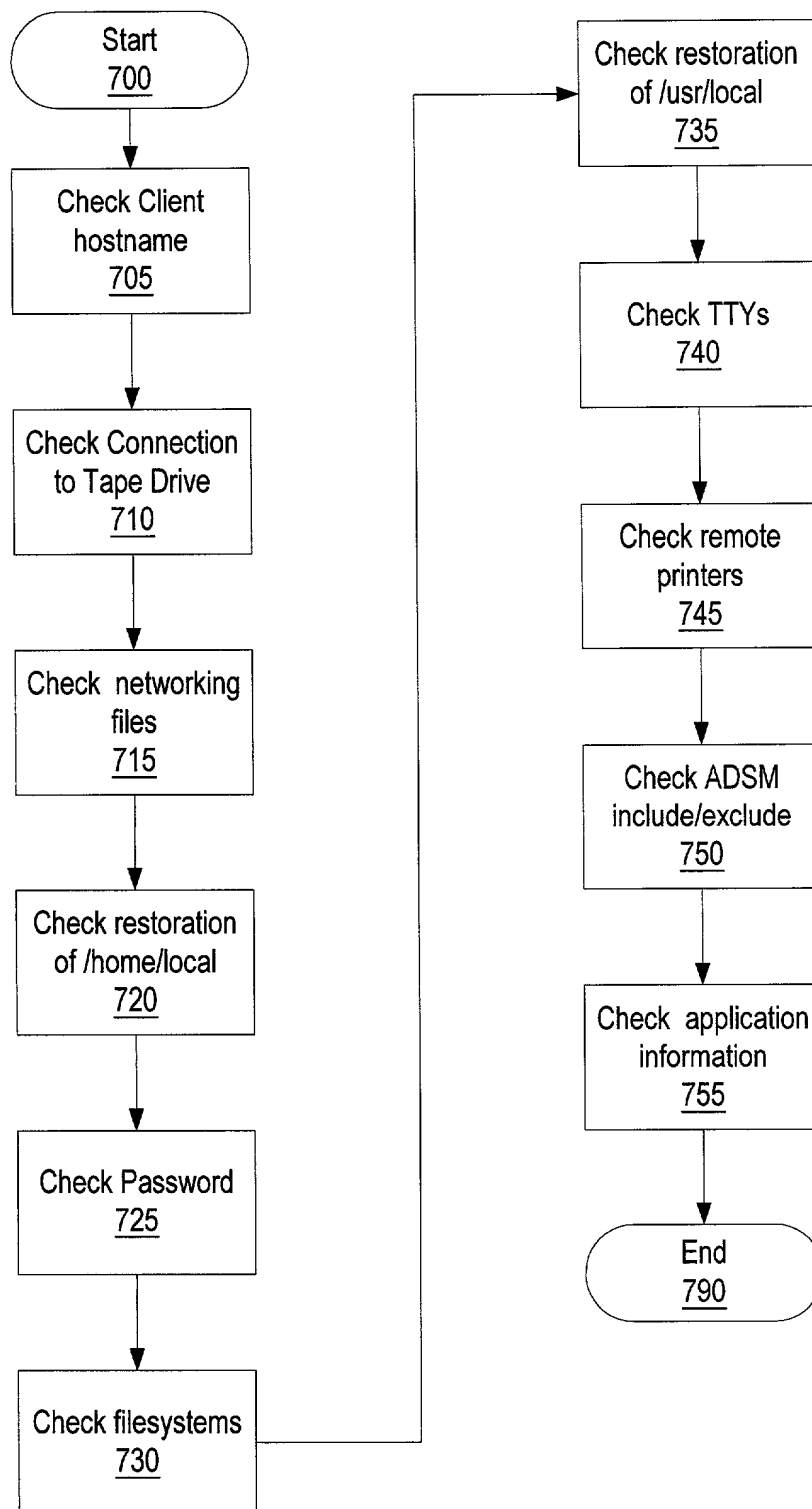 Start
700
Check Client
hostname
705
Check Connection
to Tape Drive
710
Check networking
files
715
Check restoration
of /home/local
720
Check Password
725
Check filesystems
730
Check restoration
of /usr/local
735
Check TTYs
740
Check remote
printers
745
Check ADSM
include/exclude
750
Check application
information
755
End
790